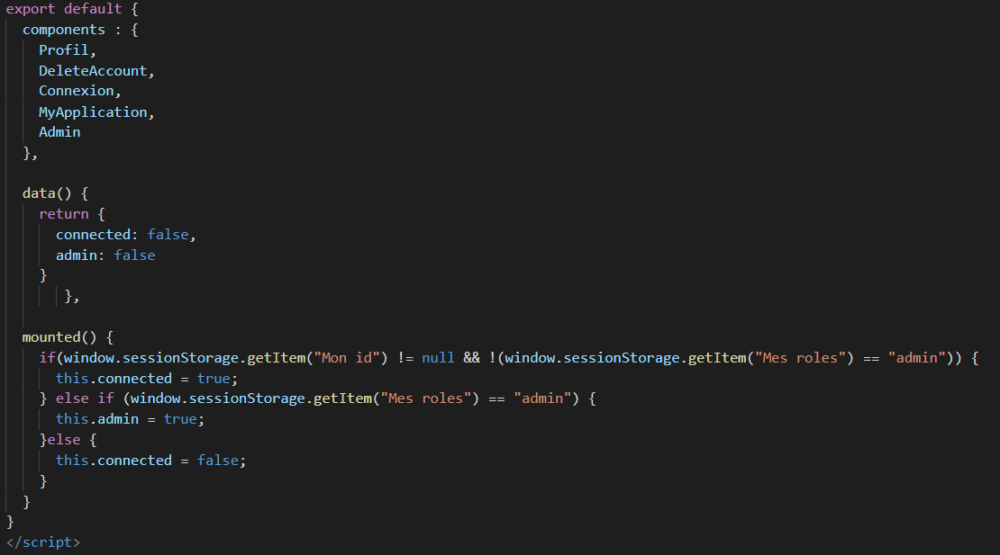 export default {
  components : {
    Profil,
    DeleteAccount,
    Connexion,
    MyApplication,
    Admin
  },
  data() {
    return {
      connected: false,
      admin: false
    }
       },
  mounted() {
    if(window.sessionStorage.getItem("Mon id") != null && !(window.sessionStorage.getItem("Mes roles") == "admin")) {
      this.connected = true;
    } else if (window.sessionStorage.getItem("Mes roles") == "admin") {
      this.admin = true;
    }else {
      this.connected = false;
    }
  }
}
</script>